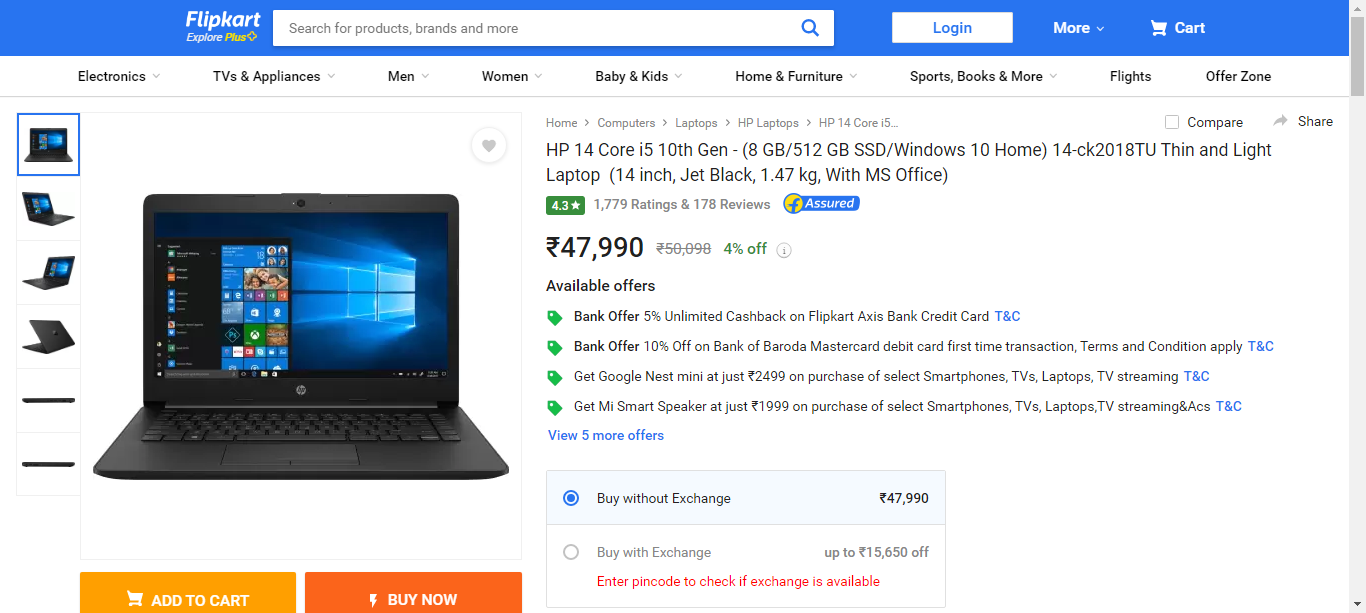 Flipkart
Explore Plus
Search for products, brands and more
Login
More
Cart
Electronics
TVs & Appliances
Men
Women
Baby & Kids
Home & Furniture
Sports, Books & More
Flights
Offer Zone
Home > Computers > Laptops > HP Laptops > HP 14 Core i5...
Compare
Share
HP 14 Core i5 10th Gen - (8 GB/512 GB SSD/Windows 10 Home) 14-ck2018TU Thin and Light
Laptop (14 inch, Jet Black, 1.47 kg, With MS Office)
4.3★ 1,779 Ratings & 178 Reviews Assured
₹47,990 ₹50,098 4% off
Available offers
Bank Offer 5% Unlimited Cashback on Flipkart Axis Bank Credit Card T&C
Bank Offer 10% Off on Bank of Baroda Mastercard debit card first time transaction, Terms and Condition apply T&C
Get Google Nest mini at just ₹2499 on purchase of select Smartphones, TVs, Laptops, TV streaming T&C
Get Mi Smart Speaker at just ₹1999 on purchase of select Smartphones, TVs, Laptops,TV streaming&Acs T&C
View 5 more offers
Buy without Exchange ₹47,990
Buy with Exchange up to ₹15,650 off
Enter pincode to check if exchange is available
hp
ADD TO CART
BUY NOW